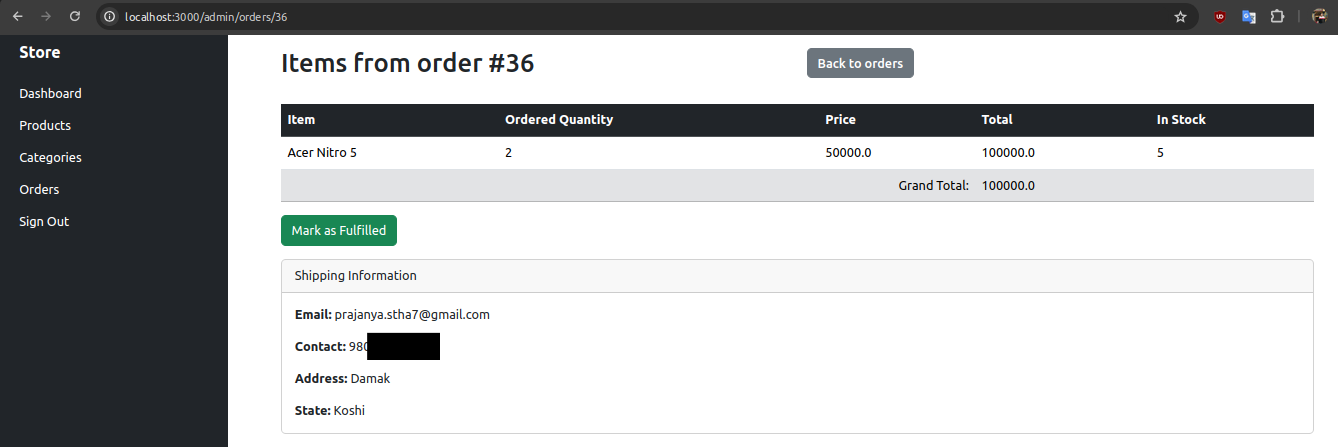 localhost:3000/admin/orders/36
Store
Dashboard
Products
Categories
Orders
Sign Out
Items from order #36
Back to orders
Item Ordered Quantity Price Total In Stock
Acer Nitro 5 2 50000.0 100000.0 5
Grand Total: 100000.0
Mark as Fulfilled
Shipping Information
Email: prajanya.stha7@gmail.com
Contact: 980
Address: Damak
State: Koshi